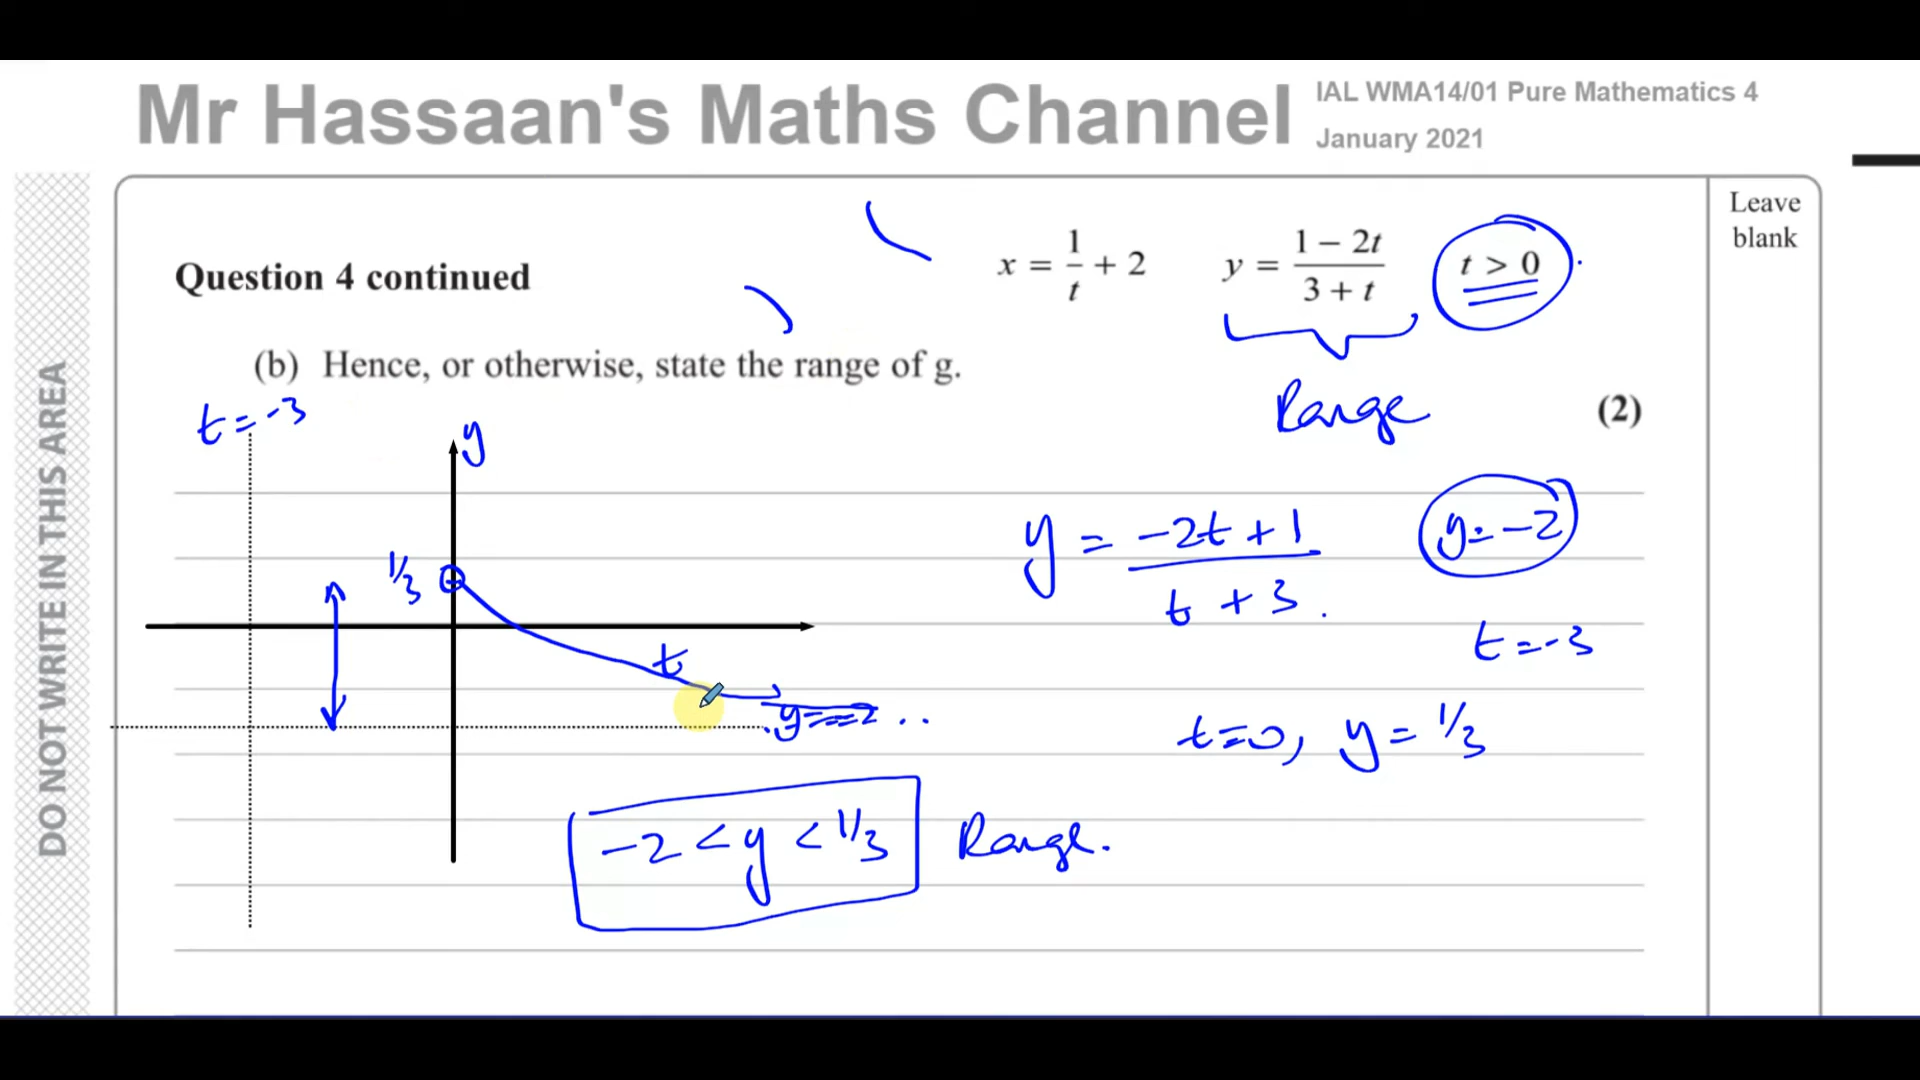 Mr Hassaan's Maths Channel
IAL WMA14/01 Pure Mathematics 4
January 2021
Leave
blank
Question 4 continued
x = 1/t + 2
y = (1 − 2t)/(3 + t)
t > 0
(b) Hence, or otherwise, state the range of g.
Range
(2)
t = -3
y
y = (-2t + 1)/(t + 3)
y = -2
1/3
t = -3
t
y = -2
t = 0, y = 1/3
-2 < y < 1/3 Range.
DO NOT WRITE IN THIS AREA